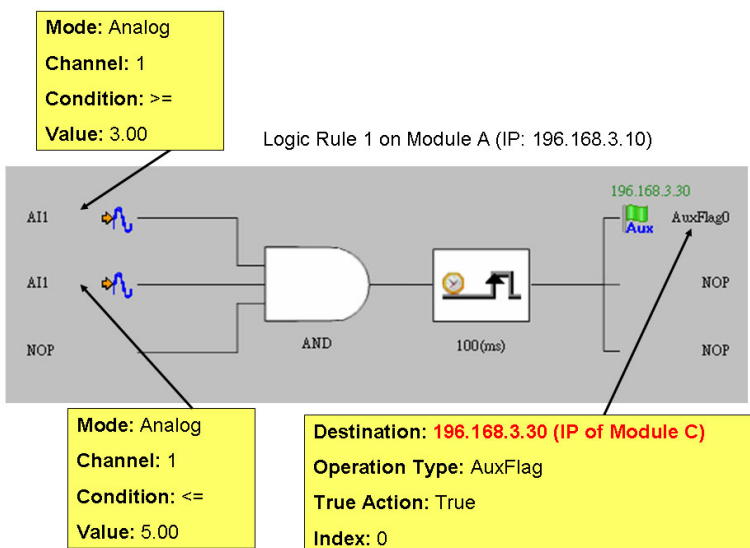 Mode: Analog
Channel: 1
Condition: >=
Value: 3.00
Logic Rule 1 on Module A (IP: 196.168.3.10)
196.168.3.30
AI1
Aux
AuxFlag0
AI1
NOP
NOP
AND
100(ms)
NOP
Mode: Analog
Channel: 1
Condition: <=
Value: 5.00
Destination: 196.168.3.30 (IP of Module C)
Operation Type: AuxFlag
True Action: True
Index: 0